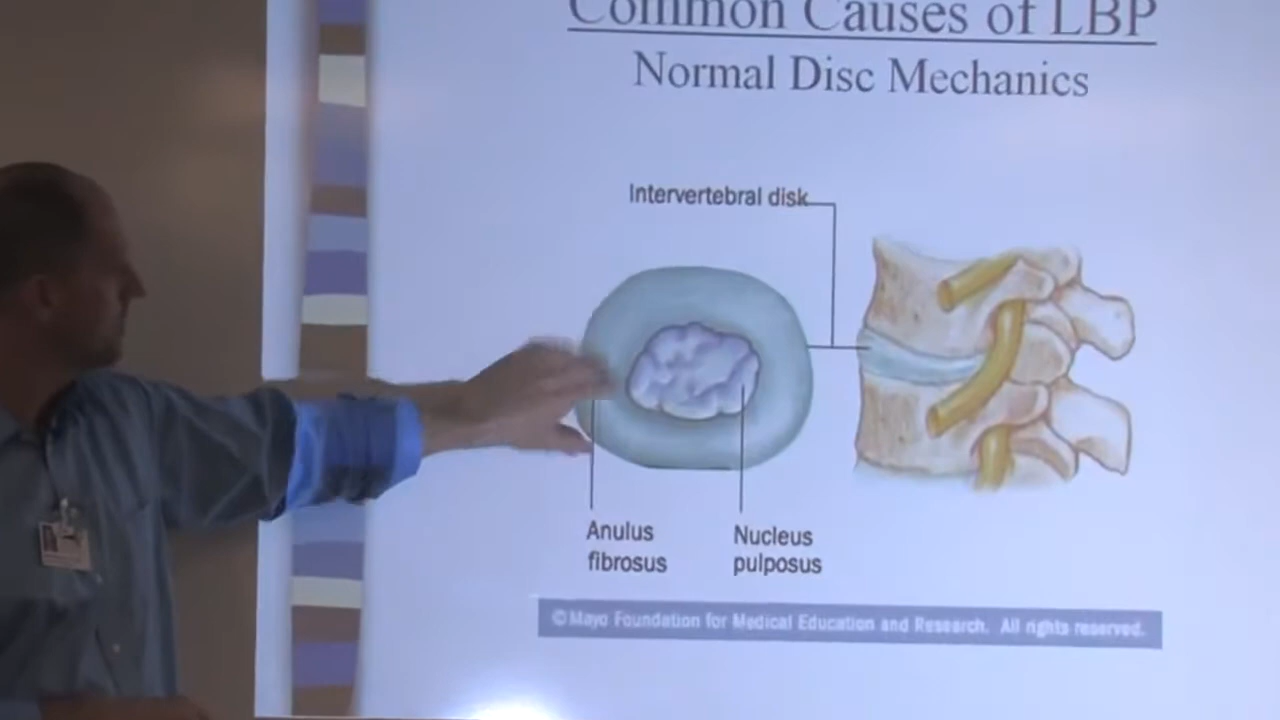 Common Causes of LBP
Normal Disc Mechanics
Intervertebral disk
Anulus
fibrosus
Nucleus
pulposus
©Mayo Foundation for Medical Education and Research. All rights reserved.